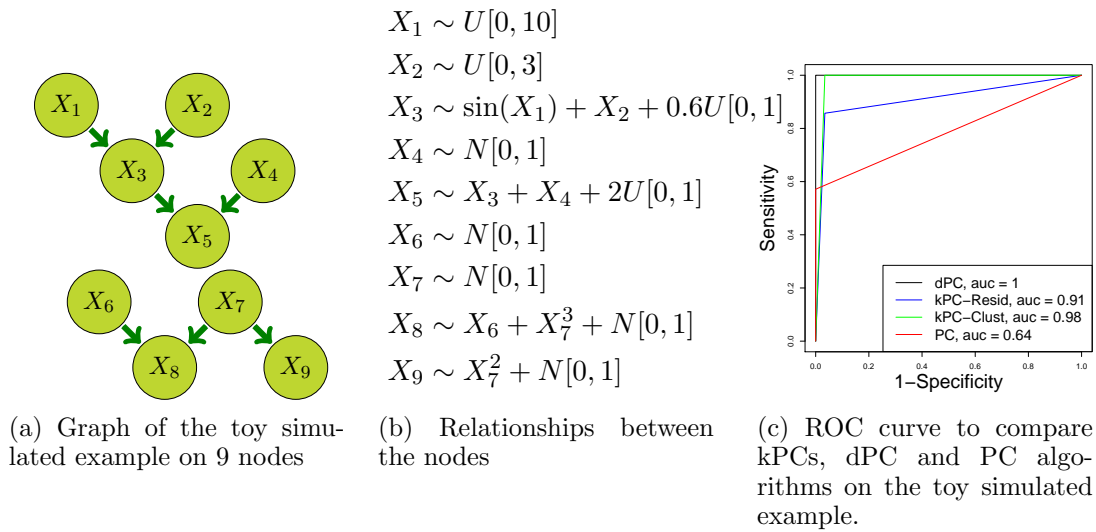 X₁
X₂
X₃
X₄
X₅
X₆
X₇
X₈
X₉
(a) Graph of the toy simu-
lated example on 9 nodes
X₁ ∼ U[0, 10]
X₂ ∼ U[0, 3]
X₃ ∼ sin(X₁) + X₂ + 0.6U[0, 1]
X₄ ∼ N[0, 1]
X₅ ∼ X₃ + X₄ + 2U[0, 1]
X₆ ∼ N[0, 1]
X₇ ∼ N[0, 1]
X₈ ∼ X₆ + X₇³ + N[0, 1]
X₉ ∼ X₇² + N[0, 1]
(b) Relationships between
the nodes
Sensitivity
1.0
0.8
0.6
0.4
0.2
0.0
dPC, auc = 1
kPC−Resid, auc = 0.91
kPC−Clust, auc = 0.98
PC, auc = 0.64
0.0 0.2 0.4 0.6 0.8 1.0
1−Specificity
(c) ROC curve to compare
kPCs, dPC and PC algo-
rithms on the toy simulated
example.